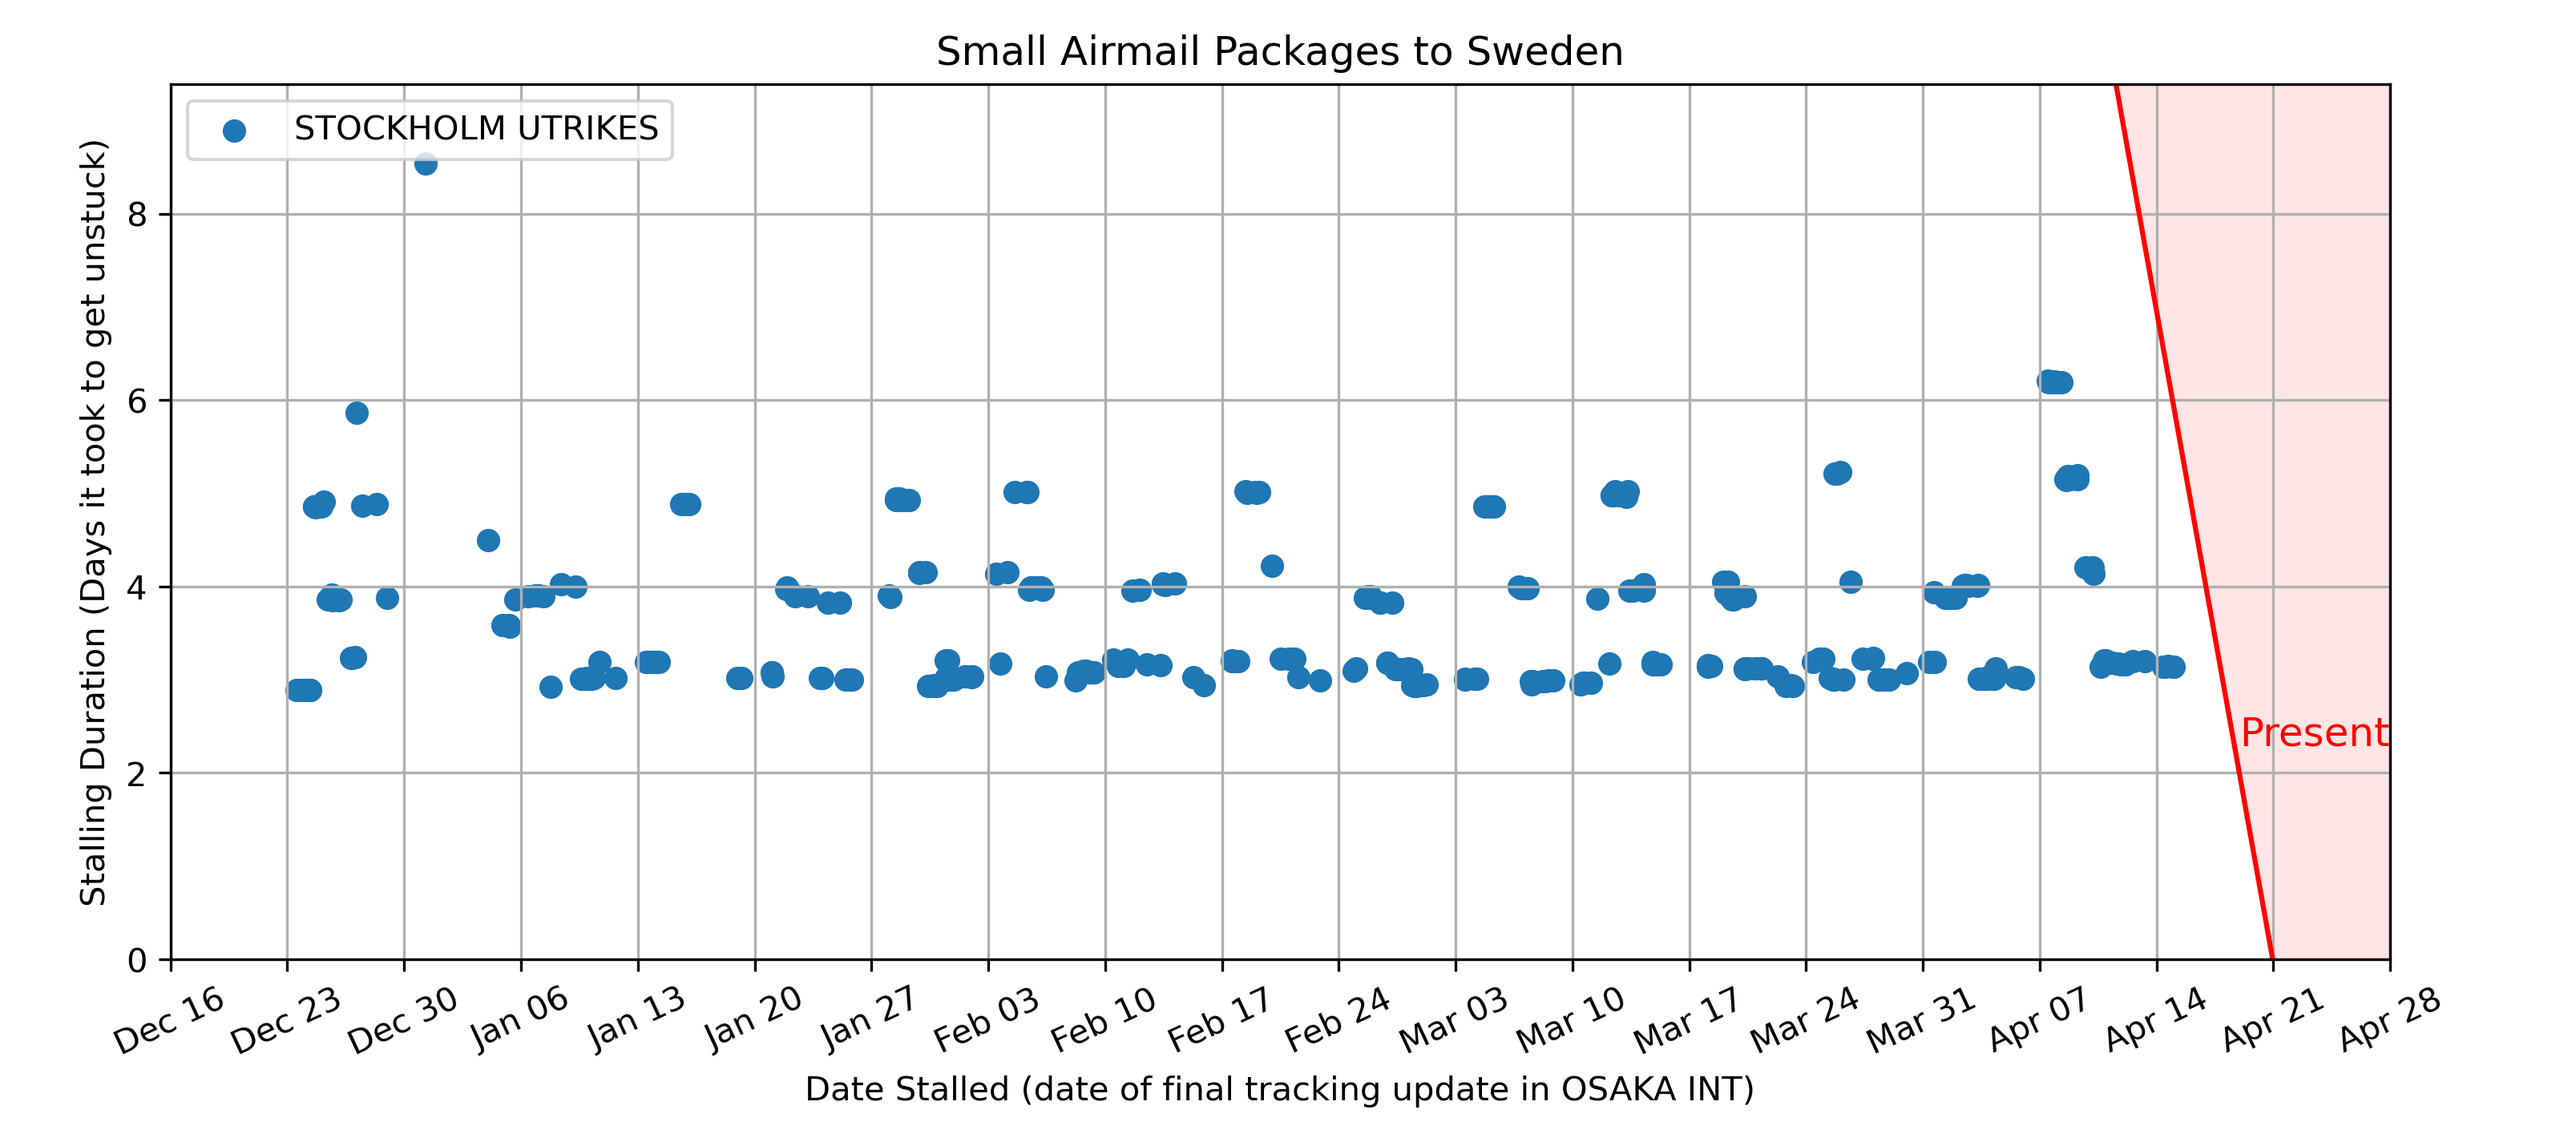 Small Airmail Packages to Sweden
STOCKHOLM UTRIKES
Stalling Duration (Days it took to get unstuck)
8
6
4
2
0
Present
Dec 16
Dec 23
Dec 30
Jan 06
Jan 13
Jan 20
Jan 27
Feb 03
Feb 10
Feb 17
Feb 24
Mar 03
Mar 10
Mar 17
Mar 24
Mar 31
Apr 07
Apr 14
Apr 21
Apr 28
Date Stalled (date of final tracking update in OSAKA INT)